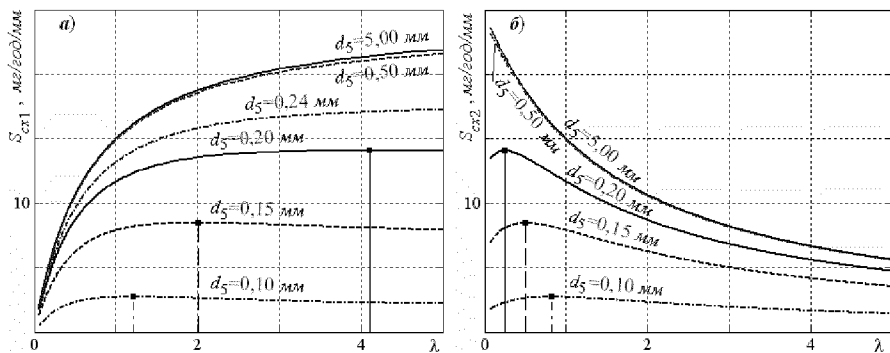 а)
S_сх1 , мг/год/мм
d5=5,00 мм
d5=0,50 мм
d5=0,24 мм
d5=0,20 мм
10
d5=0,15 мм
d5=0,10 мм
0 2 4 λ
б)
S_сх2 , мг/год/мм
d5=0,50 мм
d5=5,00 мм
d5=0,20 мм
10
d5=0,15 мм
d5=0,10 мм
0 2 4 λ